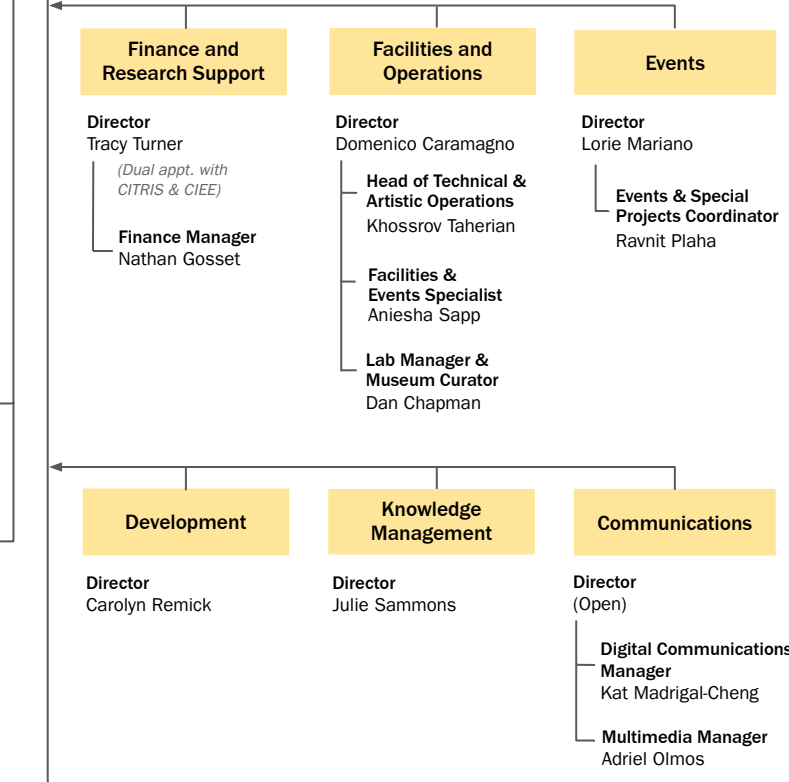 Finance and
Research Support
Director
Tracy Turner
(Dual appt. with
CITRIS & CIEE)
Finance Manager
Nathan Gosset
Facilities and
Operations
Director
Domenico Caramagno
Head of Technical &
Artistic Operations
Khossrov Taherian
Facilities &
Events Specialist
Aniesha Sapp
Lab Manager &
Museum Curator
Dan Chapman
Events
Director
Lorie Mariano
Events & Special
Projects Coordinator
Ravnit Plaha
Development
Director
Carolyn Remick
Knowledge
Management
Director
Julie Sammons
Communications
Director
(Open)
Digital Communications
Manager
Kat Madrigal-Cheng
Multimedia Manager
Adriel Olmos